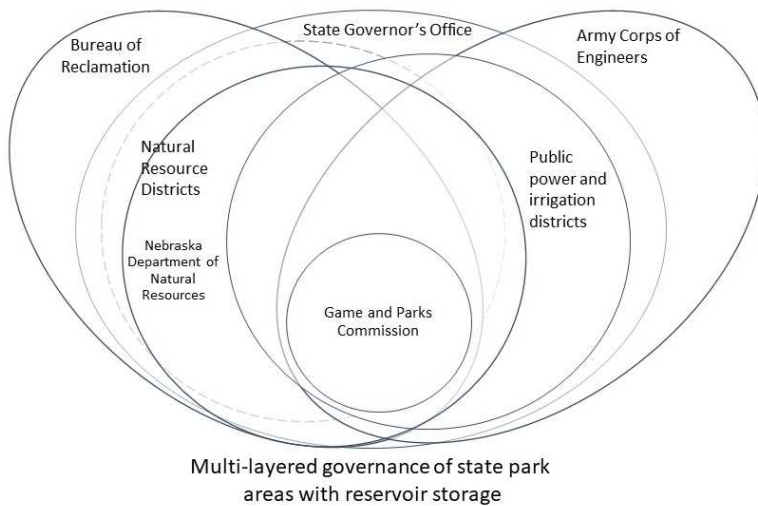 State Governor's Office
Bureau of
Reclamation
Army Corps of
Engineers
Natural
Resource
Districts
Public
power and
irrigation
districts
Nebraska
Department of
Natural
Resources
Game and Parks
Commission
Multi-layered governance of state park
areas with reservoir storage